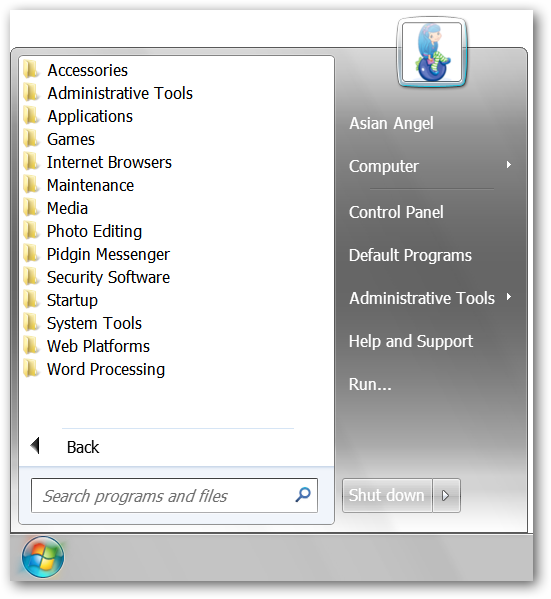 Accessories
Administrative Tools
Applications
Games
Internet Browsers
Maintenance
Media
Photo Editing
Pidgin Messenger
Security Software
Startup
System Tools
Web Platforms
Word Processing
Back
Search programs and files
Asian Angel
Computer
Control Panel
Default Programs
Administrative Tools
Help and Support
Run...
Shut down